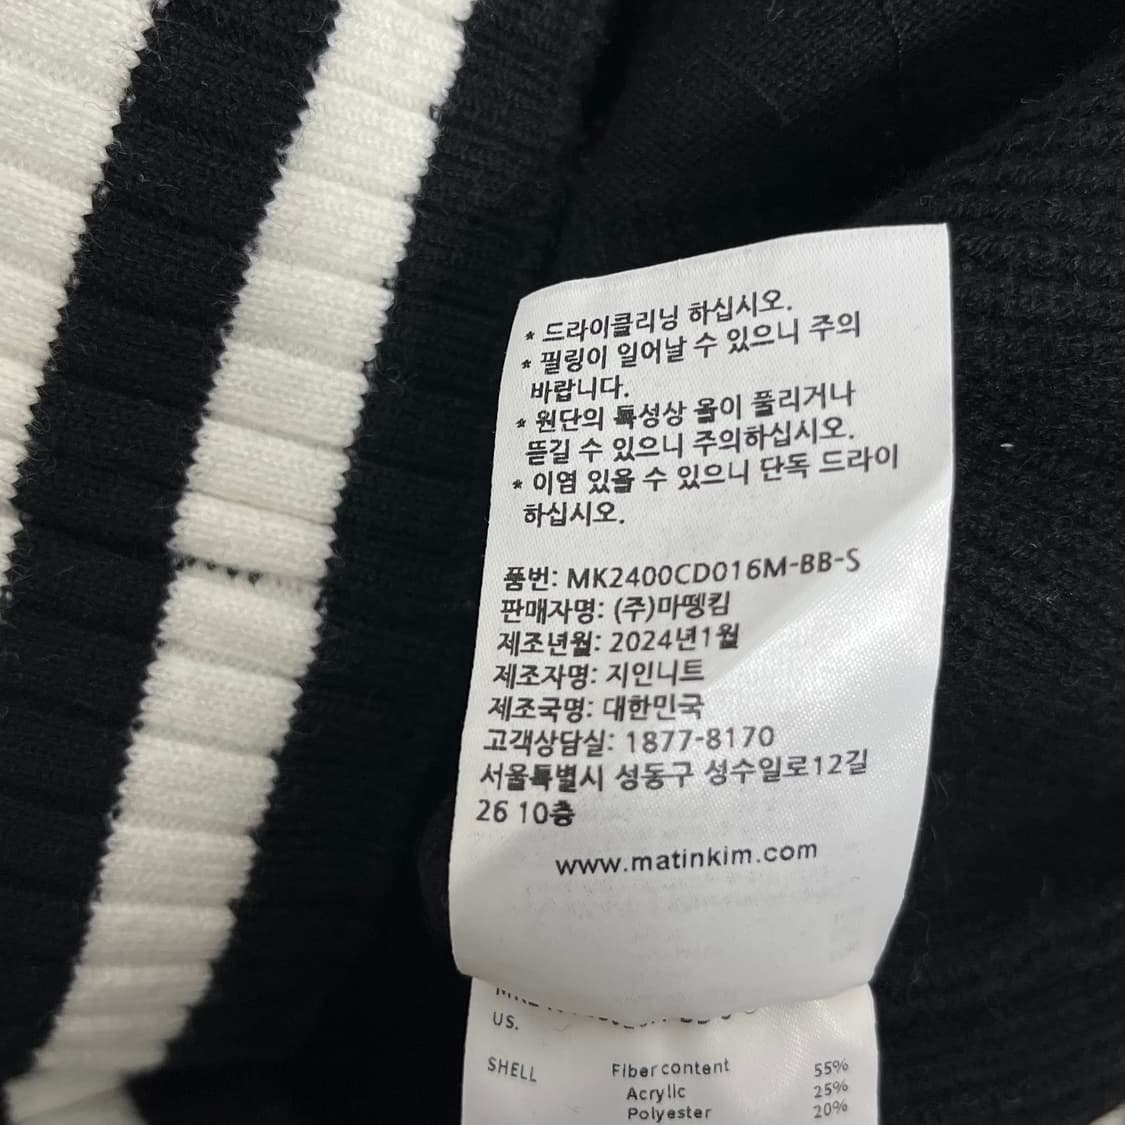 * 드라이클리닝 하십시오.
* 필링이 일어날 수 있으니 주의
바랍니다.
* 원단의 특성상 올이 풀리거나
뜯길 수 있으니 주의하십시오.
* 이염 있을 수 있으니 단독 드라이
하십시오.
품번: MK2400CD016M-BB-S
판매자명: (주)마뗑킴
제조년월: 2024년1월
제조자명: 지인니트
제조국명: 대한민국
고객상담실: 1877-8170
서울특별시 성동구 성수일로12길
26 10층
www.matinkim.com
US.
SHELL Fiber content 55%
Acrylic 25%
Polyester 20%